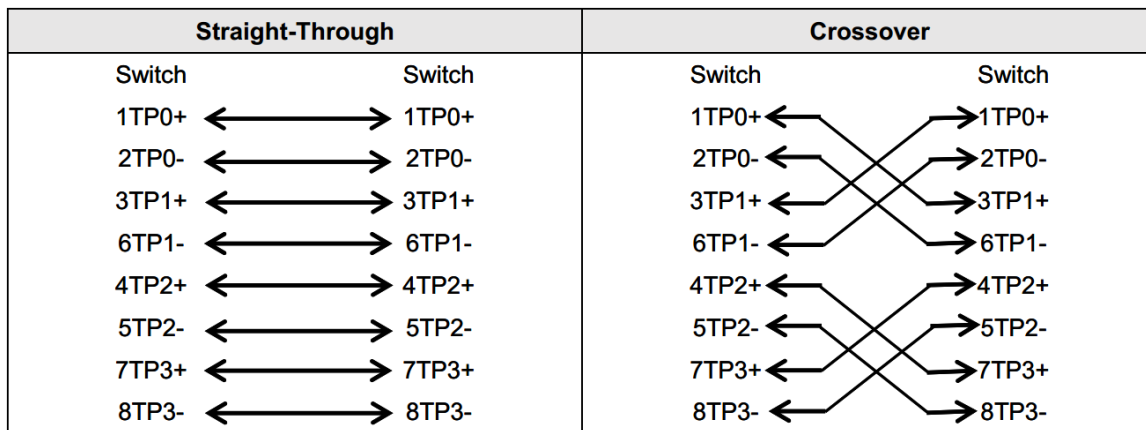 Straight-Through Crossover
Switch Switch Switch Switch
1TP0+ 1TP0+ 1TP0+ 1TP0+
2TP0- 2TP0- 2TP0- 2TP0-
3TP1+ 3TP1+ 3TP1+ 3TP1+
6TP1- 6TP1- 6TP1- 6TP1-
4TP2+ 4TP2+ 4TP2+ 4TP2+
5TP2- 5TP2- 5TP2- 5TP2-
7TP3+ 7TP3+ 7TP3+ 7TP3+
8TP3- 8TP3- 8TP3- 8TP3-